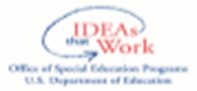 IDEAs
that
Work
Office of Special Education Programs
U.S. Department of Education